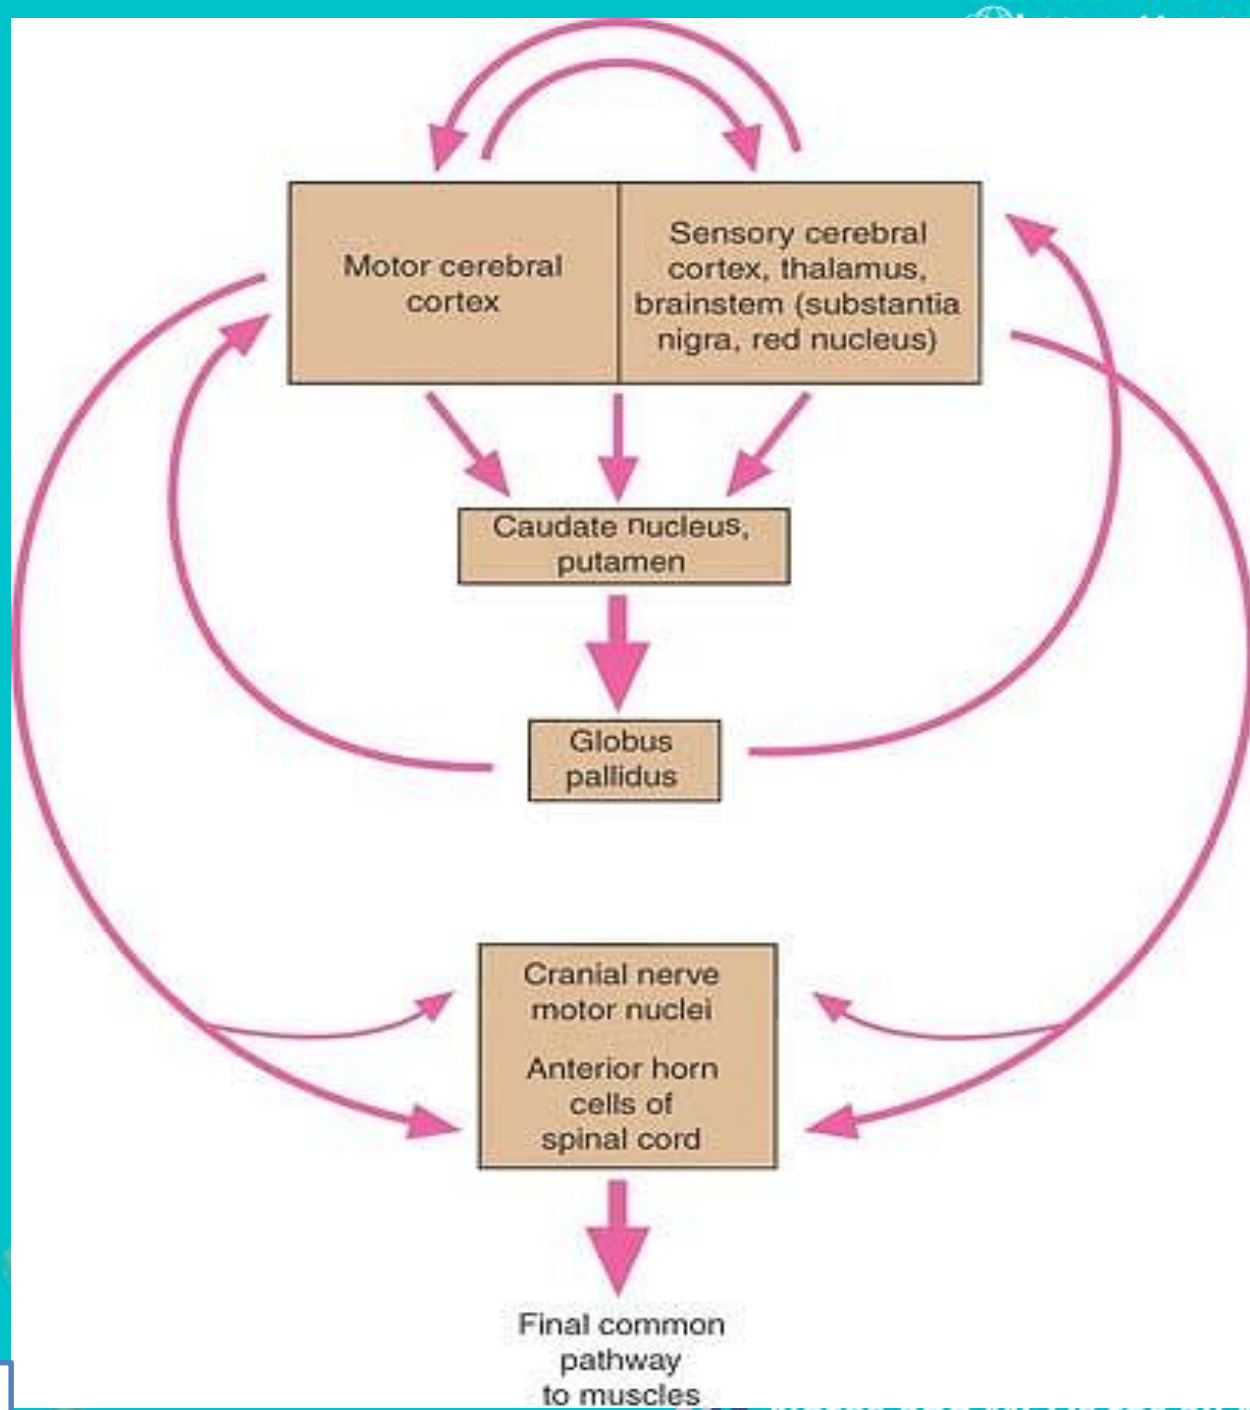 Motor cerebral
cortex
Sensory cerebral
cortex, thalamus,
brainstem (substantia
nigra, red nucleus)
Caudate nucleus,
putamen
Globus
pallidus
Cranial nerve
motor nuclei
Anterior horn
cells of
spinal cord
Final common
pathway
to muscles